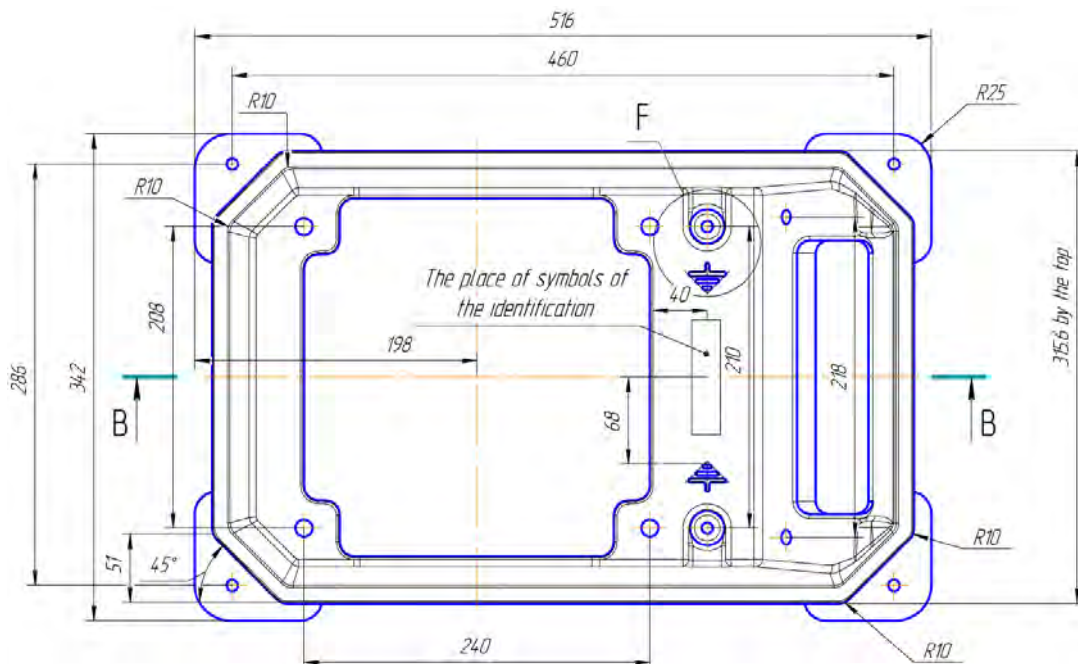 516
460
R10
R25
F
R10
The place of symbols of
the identification
40
208
198
286
342
210
218
315.6 by the top
B
B
68
51
45°
R10
240
R10